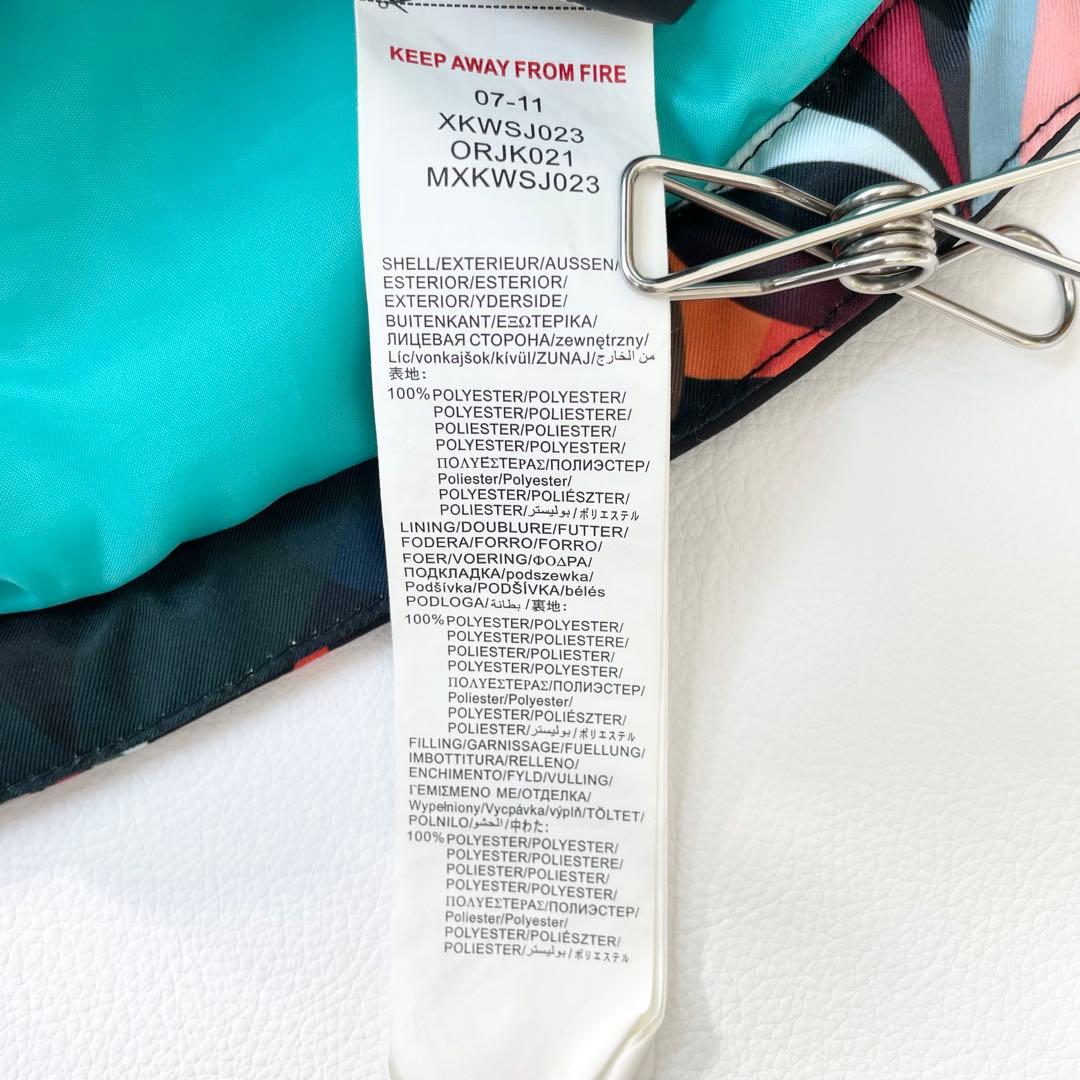 KEEP AWAY FROM FIRE
07-11
XKWSJ023
ORJK021
MXKWSJ023
SHELL/EXTERIEUR/AUSSEN/
ESTERIOR/ESTERIOR/
EXTERIOR/YDERSIDE/
BUITENKANT/ΕΞΩΤΕΡΙΚΑ/
ЛИЦЕВАЯ СТОРОНА/zewnętrzny/
Líc/vonkajšok/kívül/ZUNAJ/من الخارج/
表地:
100%POLYESTER/POLYESTER/
POLYESTER/POLIESTERE/
POLIESTER/POLIESTER/
POLYESTER/POLYESTER/
ΠΟΛΥΕΣΤΕΡΑΣ/ПОЛИЭСТЕР/
Poliester/Polyester/
POLYESTER/POLIÉSZTER/
POLIESTER/بوليستر/ポリエステル
LINING/DOUBLURE/FUTTER/
FODERA/FORRO/FORRO/
FOER/VOERING/ΦΟΔΡΑ/
ПОДКЛАДКА/podszewka/
Podšívka/PODŠÍVKA/bélés
PODLOGA/بطانة/裏地:
100%POLYESTER/POLYESTER/
POLYESTER/POLIESTERE/
POLIESTER/POLIESTER/
POLYESTER/POLYESTER/
ΠΟΛΥΕΣΤΕΡΑΣ/ПОЛИЭСТЕР/
Poliester/Polyester/
POLYESTER/POLIÉSZTER/
POLIESTER/بوليستر/ポリエステル
FILLING/GARNISSAGE/FUELLUNG/
IMBOTTITURA/RELLENO/
ENCHIMENTO/FYLD/VULLING/
ΓΕΜΙΣΜΕΝΟ ΜΕ/ОТДЕЛКА/
Wypełniony/Vycpávka/výplň/TÖLTET/
POLNILO/الحشو/中わた:
100%POLYESTER/POLYESTER/
POLYESTER/POLIESTERE/
POLIESTER/POLIESTER/
POLYESTER/POLYESTER/
ΠΟΛΥΕΣΤΕΡΑΣ/ПОЛИЭСТЕР/
Poliester/Polyester/
POLYESTER/POLIÉSZTER/
POLIESTER/بوليستر/ポリエステル